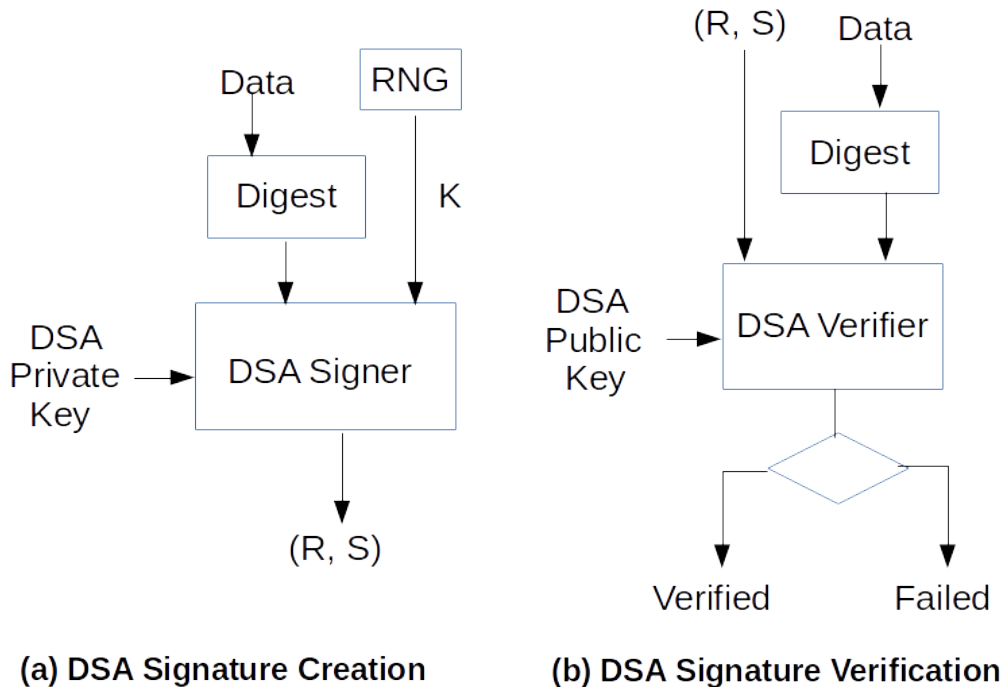 Data
RNG
Digest
K
DSA
Private
Key
DSA Signer
(R, S)
(a) DSA Signature Creation
(R, S)
Data
Digest
DSA
Public
Key
DSA Verifier
Verified
Failed
(b) DSA Signature Verification